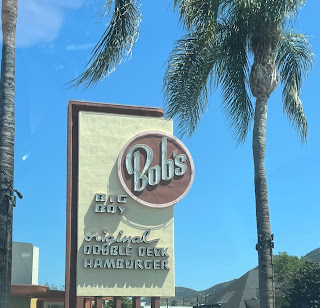 Bob's
BIG
BOY
original
DOUBLE DECK
HAMBURGER